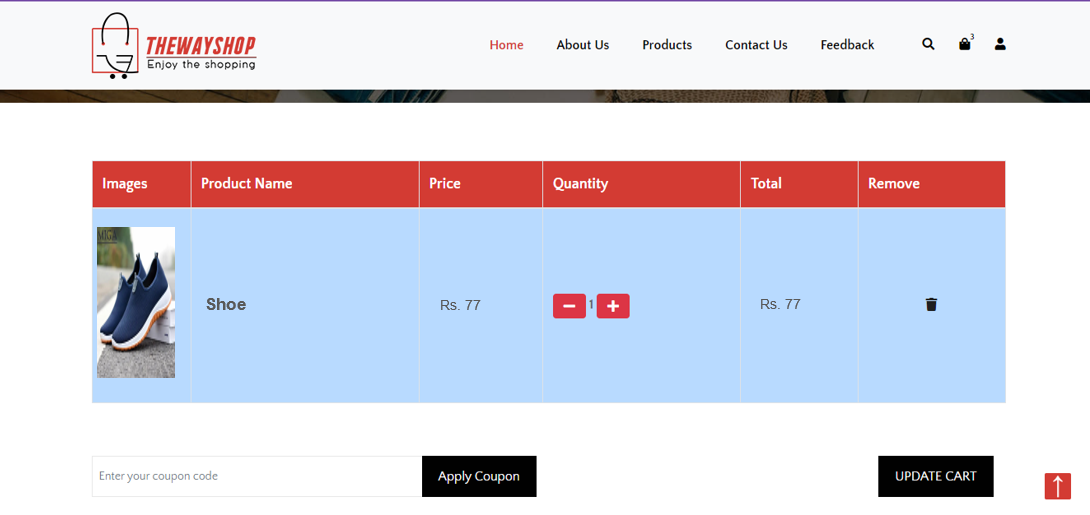 THEWAYSHOP
Enjoy the shopping
Home About Us Products Contact Us Feedback 3
Images Product Name Price Quantity Total Remove
Shoe Rs. 77 1 Rs. 77
Enter your coupon code Apply Coupon UPDATE CART